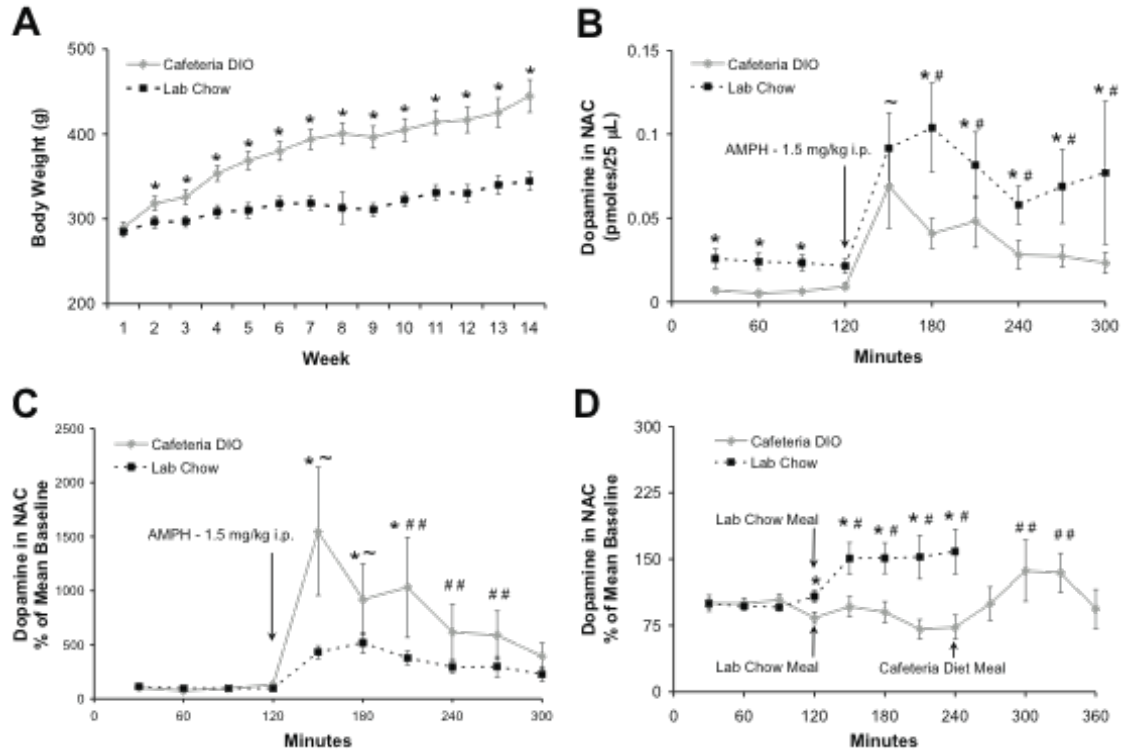 A
Cafeteria DIO
Lab Chow
500
400
300
200
Body Weight (g)
* * * * * * * * * * * * *
1 2 3 4 5 6 7 8 9 10 11 12 13 14
Week
B
Cafeteria DIO
Lab Chow
0.15
0.1
0.05
0
Dopamine in NAC
(pmoles/25 µL)
AMPH - 1.5 mg/kg i.p.
* * * ~ *# *# *# *# *#
0 60 120 180 240 300
Minutes
C
Cafeteria DIO
Lab Chow
2500
2000
1500
1000
500
0
Dopamine in NAC
% of Mean Baseline
AMPH - 1.5 mg/kg i.p.
*~ *~ *## ## ##
0 60 120 180 240 300
Minutes
D
Cafeteria DIO
Lab Chow
300
225
150
75
0
Dopamine in NAC
% of Mean Baseline
Lab Chow Meal
* *# *# *# *# ## ##
Lab Chow Meal
Cafeteria Diet Meal
0 60 120 180 240 300 360
Minutes